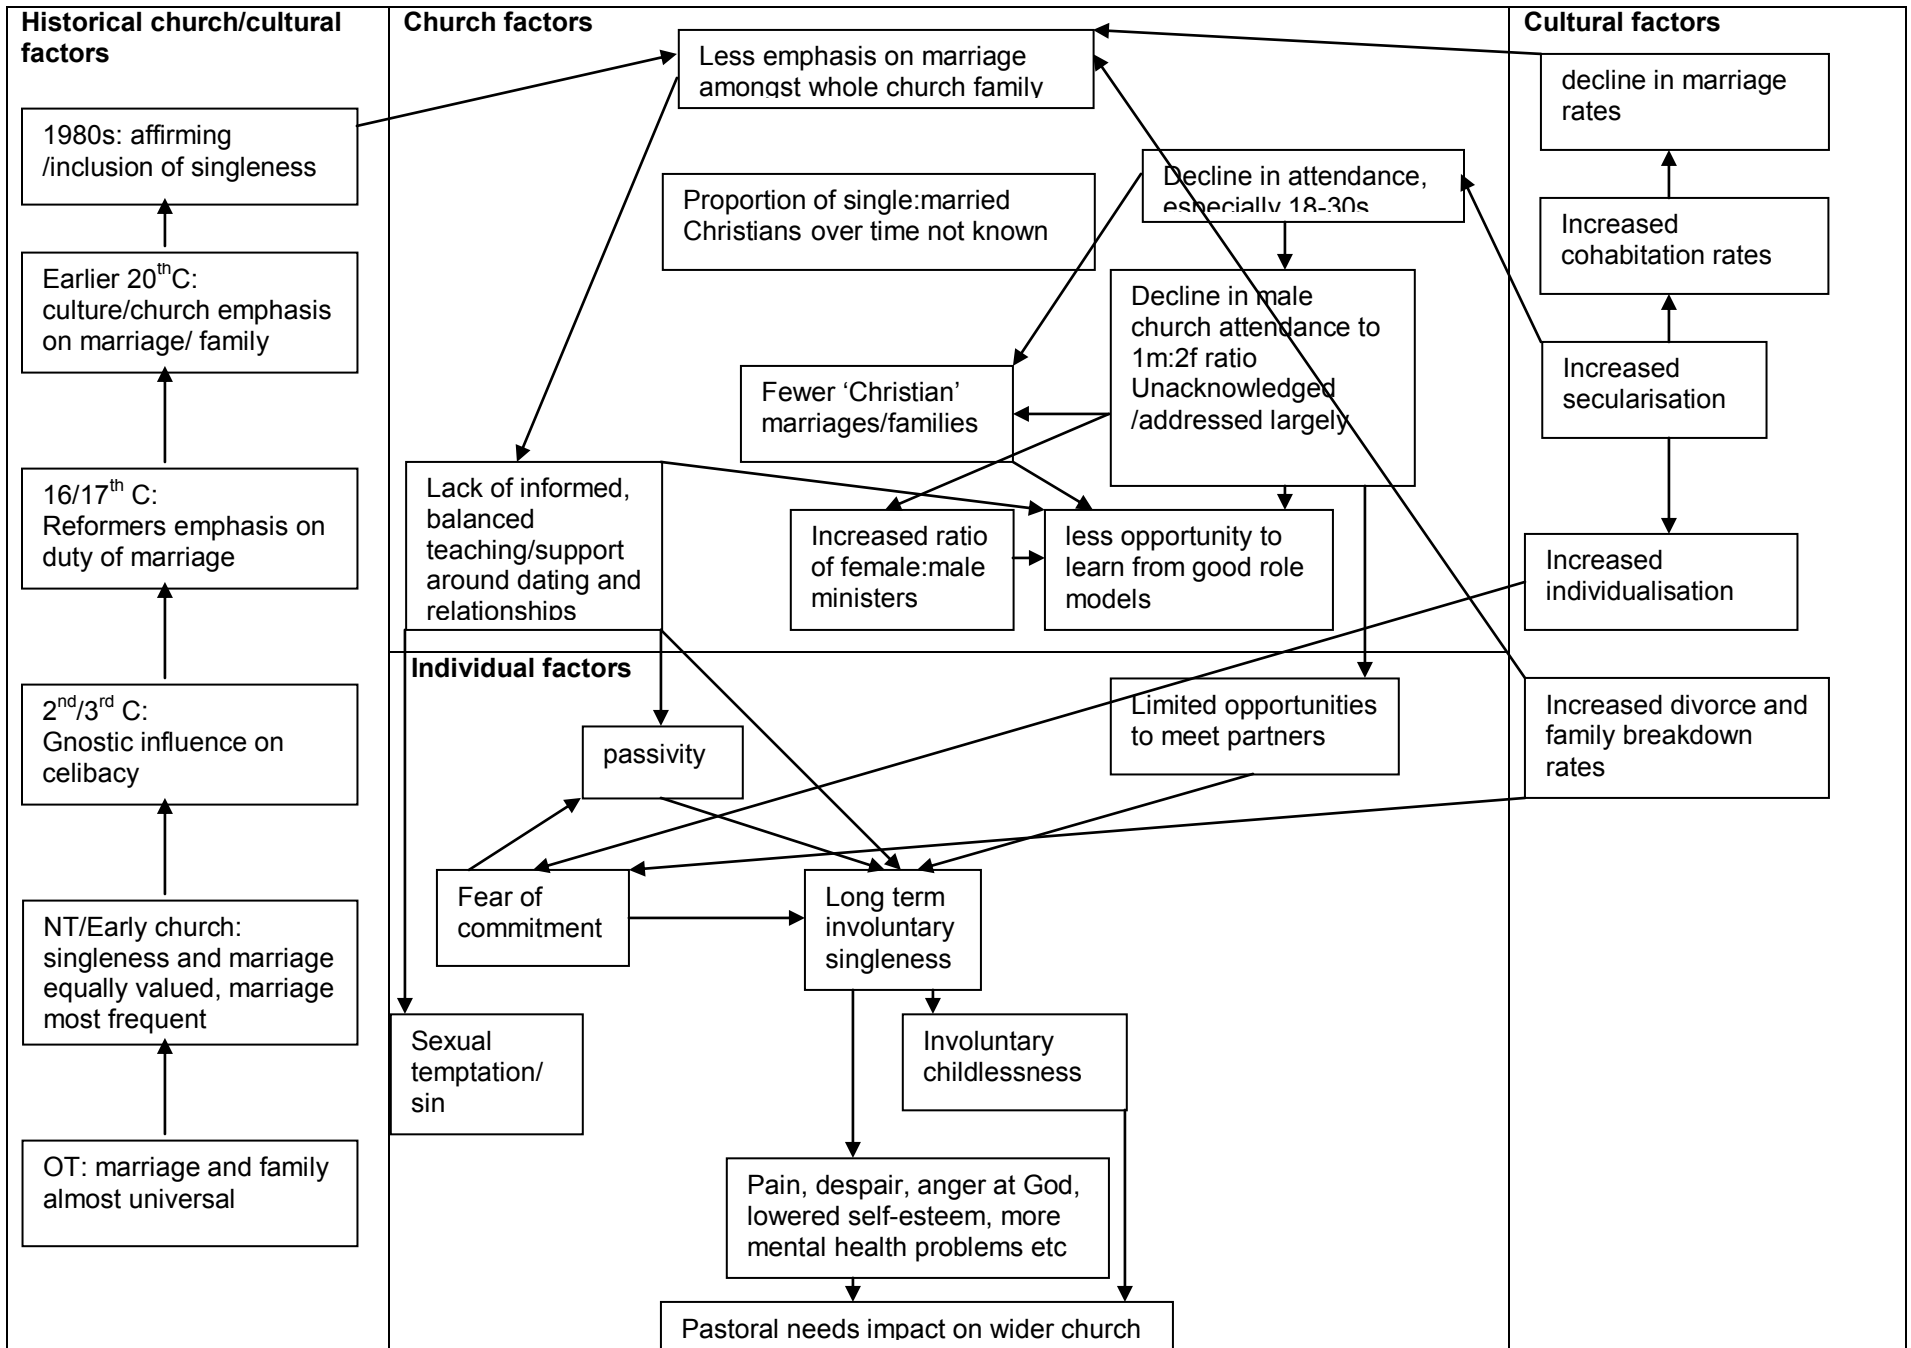 Historical church/cultural
factors
1980s: affirming
/inclusion of singleness
Earlier 20thC:
culture/church emphasis
on marriage/ family
16/17th C:
Reformers emphasis on
duty of marriage
2nd/3rd C:
Gnostic influence on
celibacy
NT/Early church:
singleness and marriage
equally valued, marriage
most frequent
OT: marriage and family
almost universal
Church factors
Less emphasis on marriage
amongst whole church family
Proportion of single:married
Christians over time not known
Decline in attendance,
especially 18-30s
Decline in male
church attendance to
1m:2f ratio
Unacknowledged
/addressed largely
Fewer ‘Christian’
marriages/families
Lack of informed,
balanced
teaching/support
around dating and
relationships
Increased ratio
of female:male
ministers
less opportunity to
learn from good role
models
Individual factors
Limited opportunities
to meet partners
passivity
Fear of
commitment
Long term
involuntary
singleness
Sexual
temptation/
sin
Involuntary
childlessness
Pain, despair, anger at God,
lowered self-esteem, more
mental health problems etc
Pastoral needs impact on wider church
Cultural factors
decline in marriage
rates
Increased
cohabitation rates
Increased
secularisation
Increased
individualisation
Increased divorce and
family breakdown
rates